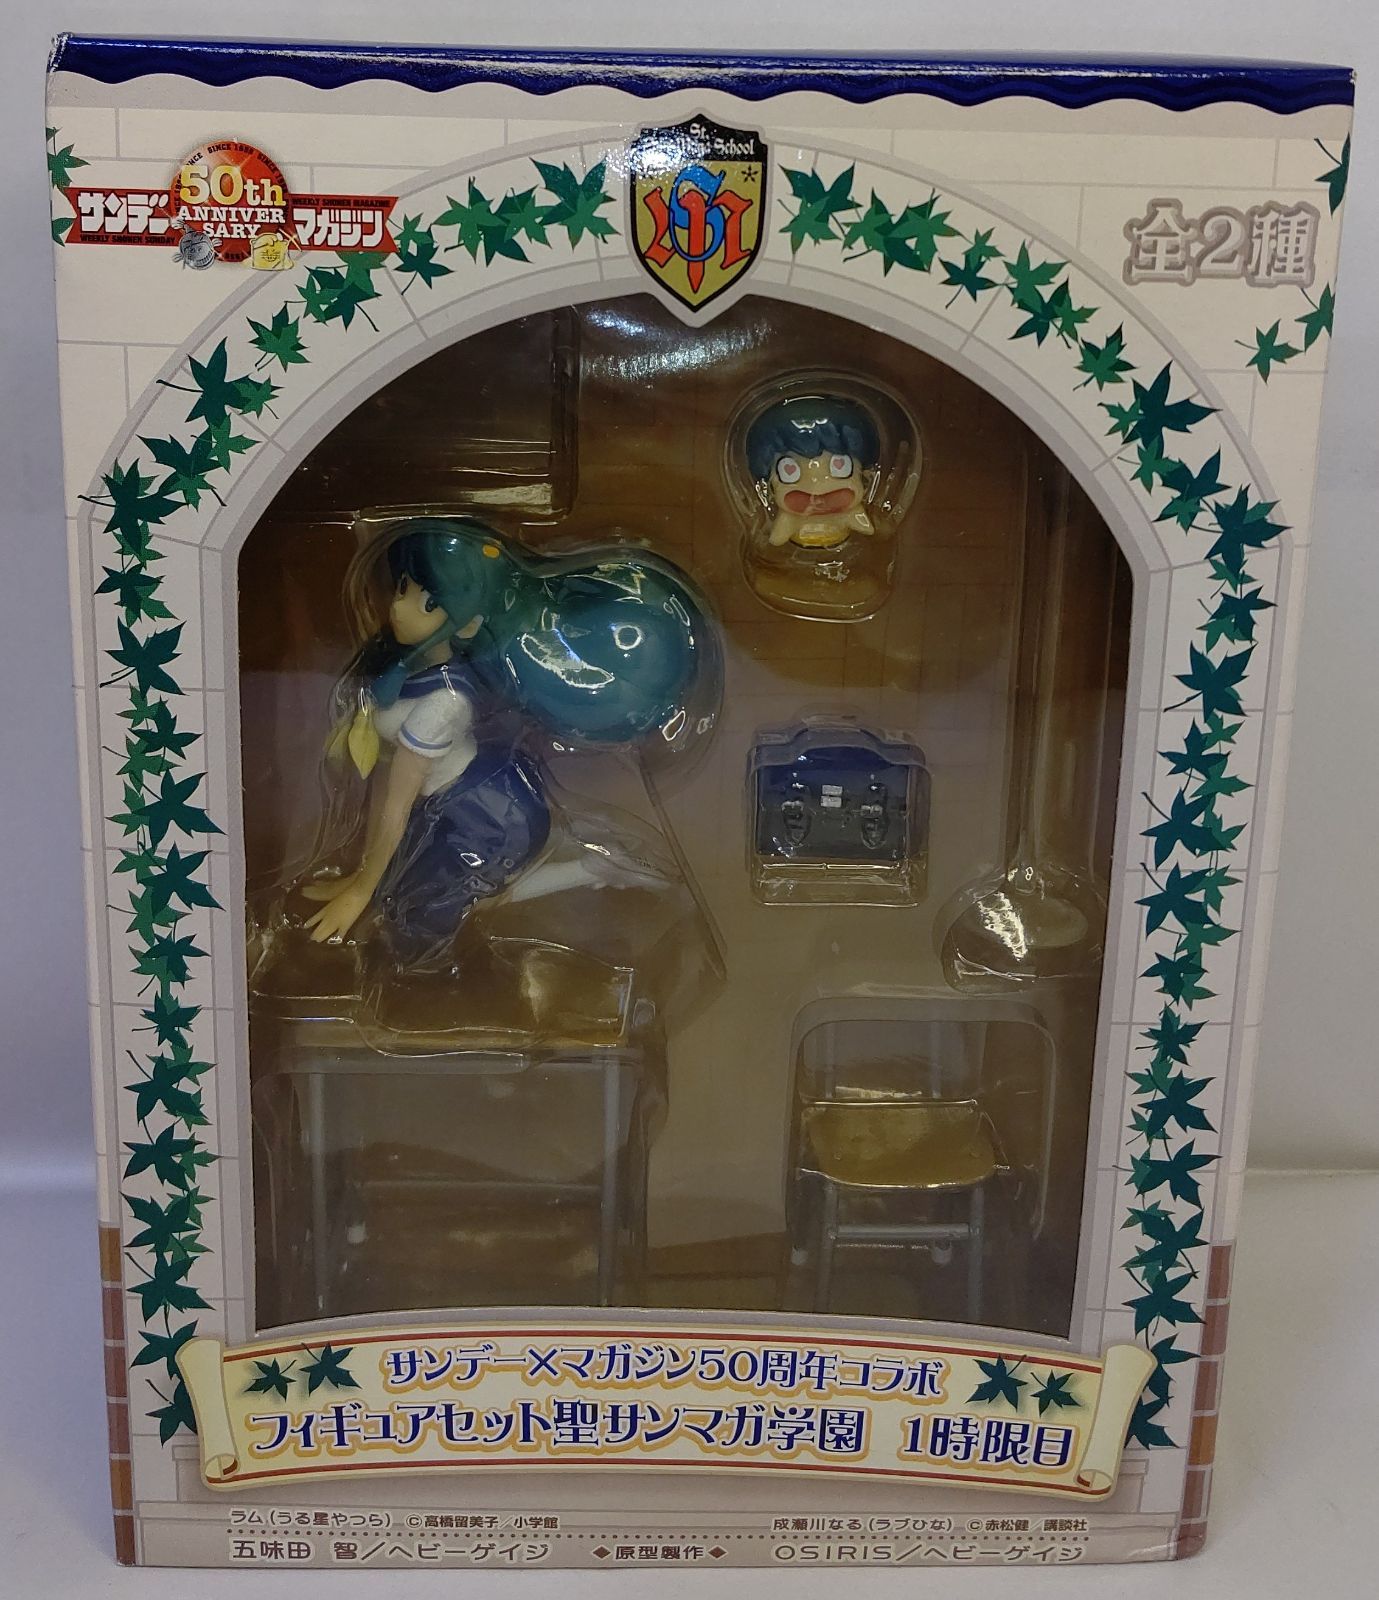 SINCE 1959 SINCE
50th
ANNIVER
SARY
サンデー
WEEKLY SHONEN SUNDAY
WEEKLY SHONEN MAGAZINE
マガジン
St.
School
全2種
サンデー×マガジン50周年コラボ
フィギュアセット聖サンマガ学園 1時限目
ラム(うる星やつら) ©高橋留美子/小学館
成瀬川なる(ラブひな) ©赤松健/講談社
五味田 智/ヘビーゲイジ ◆原型製作◆ OSIRIS/ヘビーゲイジ